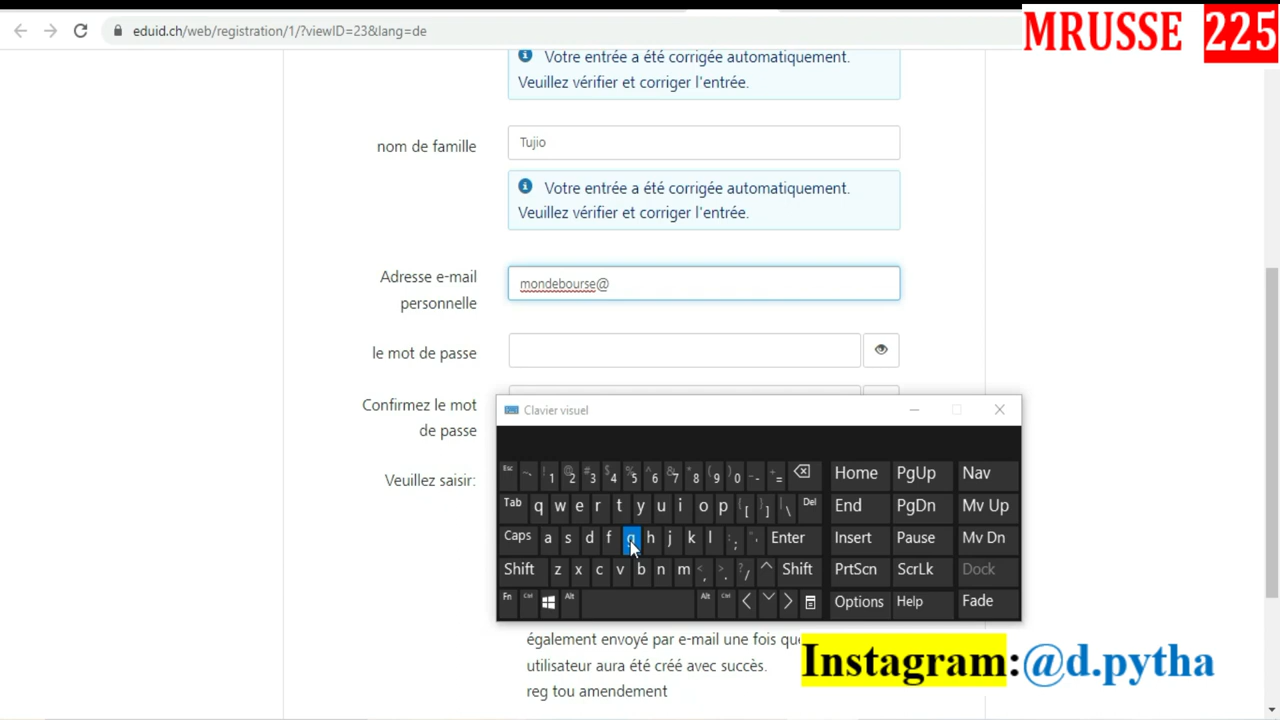 eduid.ch/web/registration/1/?viewID=23&lang=de
MRUSSE 225
Votre entrée a été corrigée automatiquement.
Veuillez vérifier et corriger l'entrée.
nom de famille
Tujio
Votre entrée a été corrigée automatiquement.
Veuillez vérifier et corriger l'entrée.
Adresse e-mail
personnelle
mondebourse@
le mot de passe
Confirmez le mot
de passe
Veuillez saisir:
Clavier visuel
Esc ~ ` ! 1 @ 2 # 3 $ 4 % 5 ^ 6 & 7 * 8 ( 9 ) 0 _ - + = Home PgUp Nav
Tab q w e r t y u i o p { [ } ] | \ Del End PgDn Mv Up
Caps a s d f g h j k l : ; " ' Enter Insert Pause Mv Dn
Shift z x c v b n m < , > . ? / ^ Shift PrtScn ScrLk Dock
Fn Ctrl Alt Alt Ctrl Options Help Fade
également envoyé par e-mail une fois que
utilisateur aura été créé avec succès.
reg tou amendement
Instagram:@d.pytha